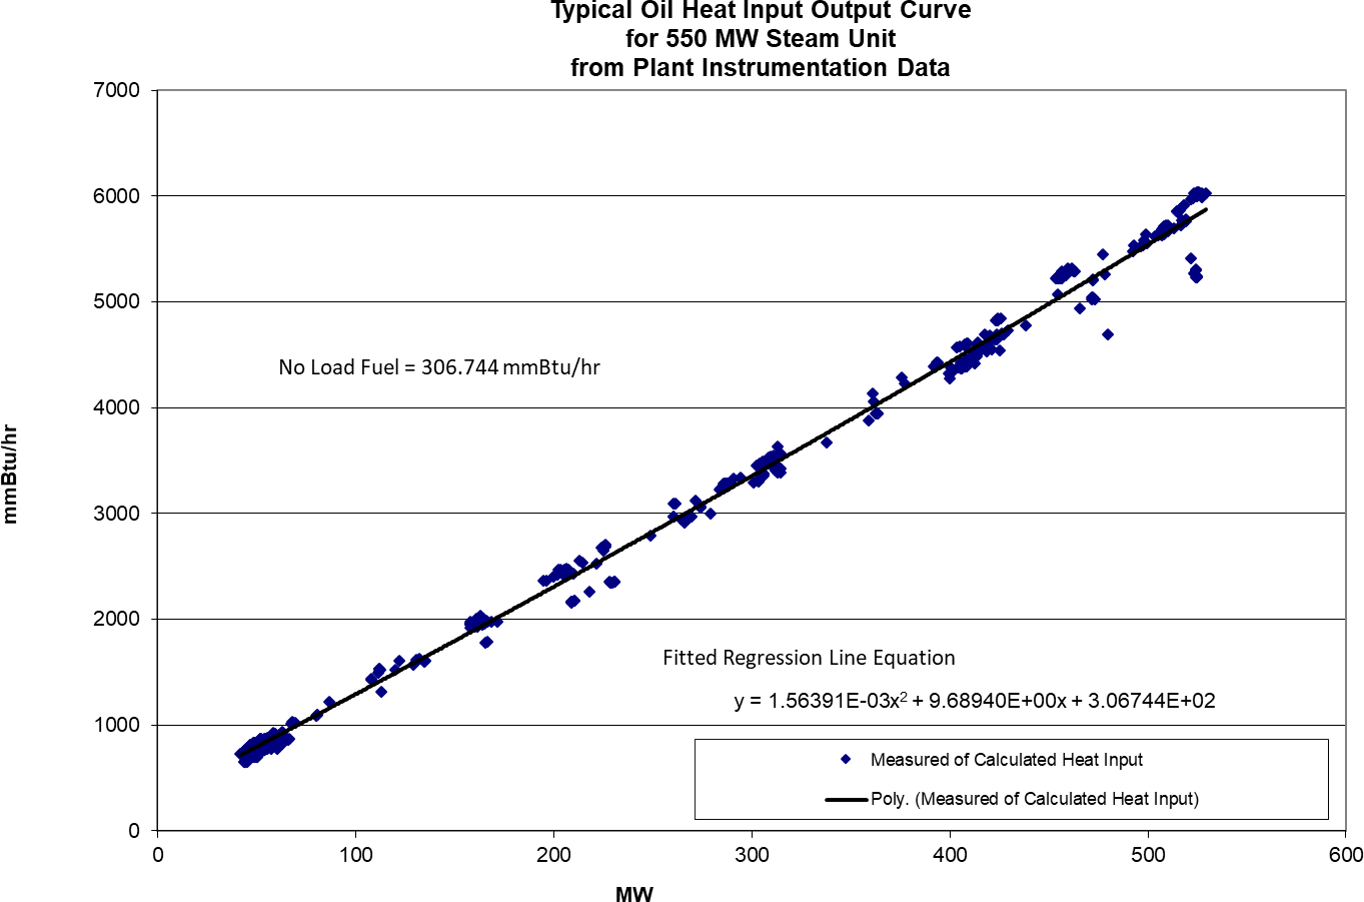 Typical Oil Heat Input Output Curve
for 550 MW Steam Unit
from Plant Instrumentation Data
7000
6000
5000
4000
3000
2000
1000
0
mmBtu/hr
No Load Fuel = 306.744 mmBtu/hr
Fitted Regression Line Equation
y = 1.56391E-03x² + 9.68940E+00x + 3.06744E+02
Measured of Calculated Heat Input
Poly. (Measured of Calculated Heat Input)
0 100 200 300 400 500 600
MW